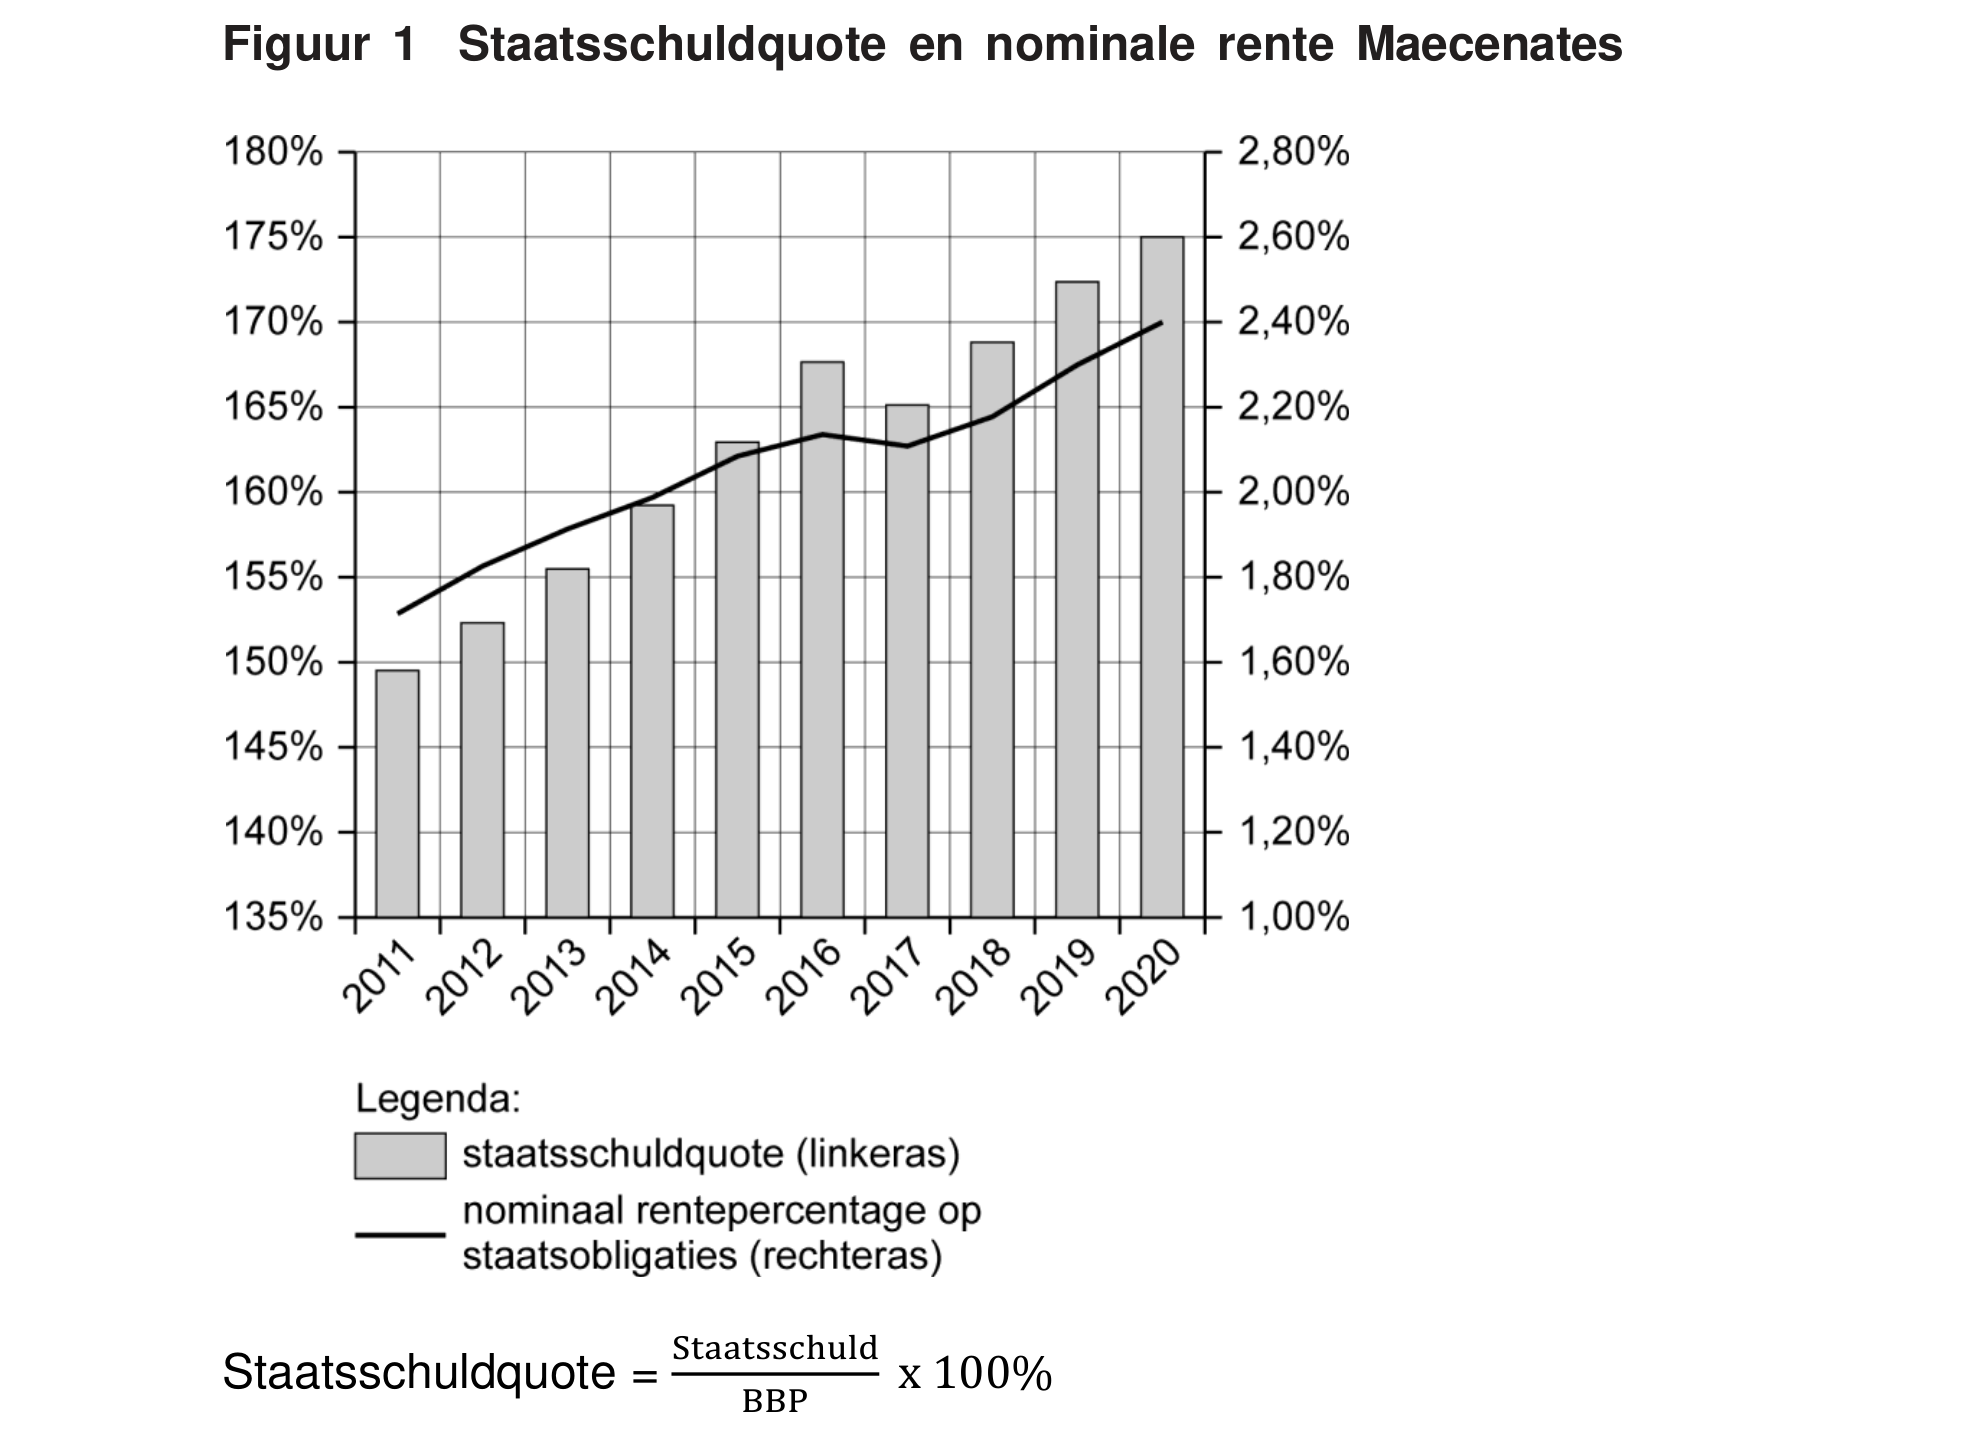 Figuur 1 Staatsschuldquote en nominale rente Maecenates
180% 2,80%
175% 2,60%
170% 2,40%
165% 2,20%
160% 2,00%
155% 1,80%
150% 1,60%
145% 1,40%
140% 1,20%
135% 1,00%
2011 2012 2013 2014 2015 2016 2017 2018 2019 2020
Legenda:
staatsschuldquote (linkeras)
nominaal rentepercentage op
staatsobligaties (rechteras)
Staatsschuldquote = Staatsschuld / BBP x 100%